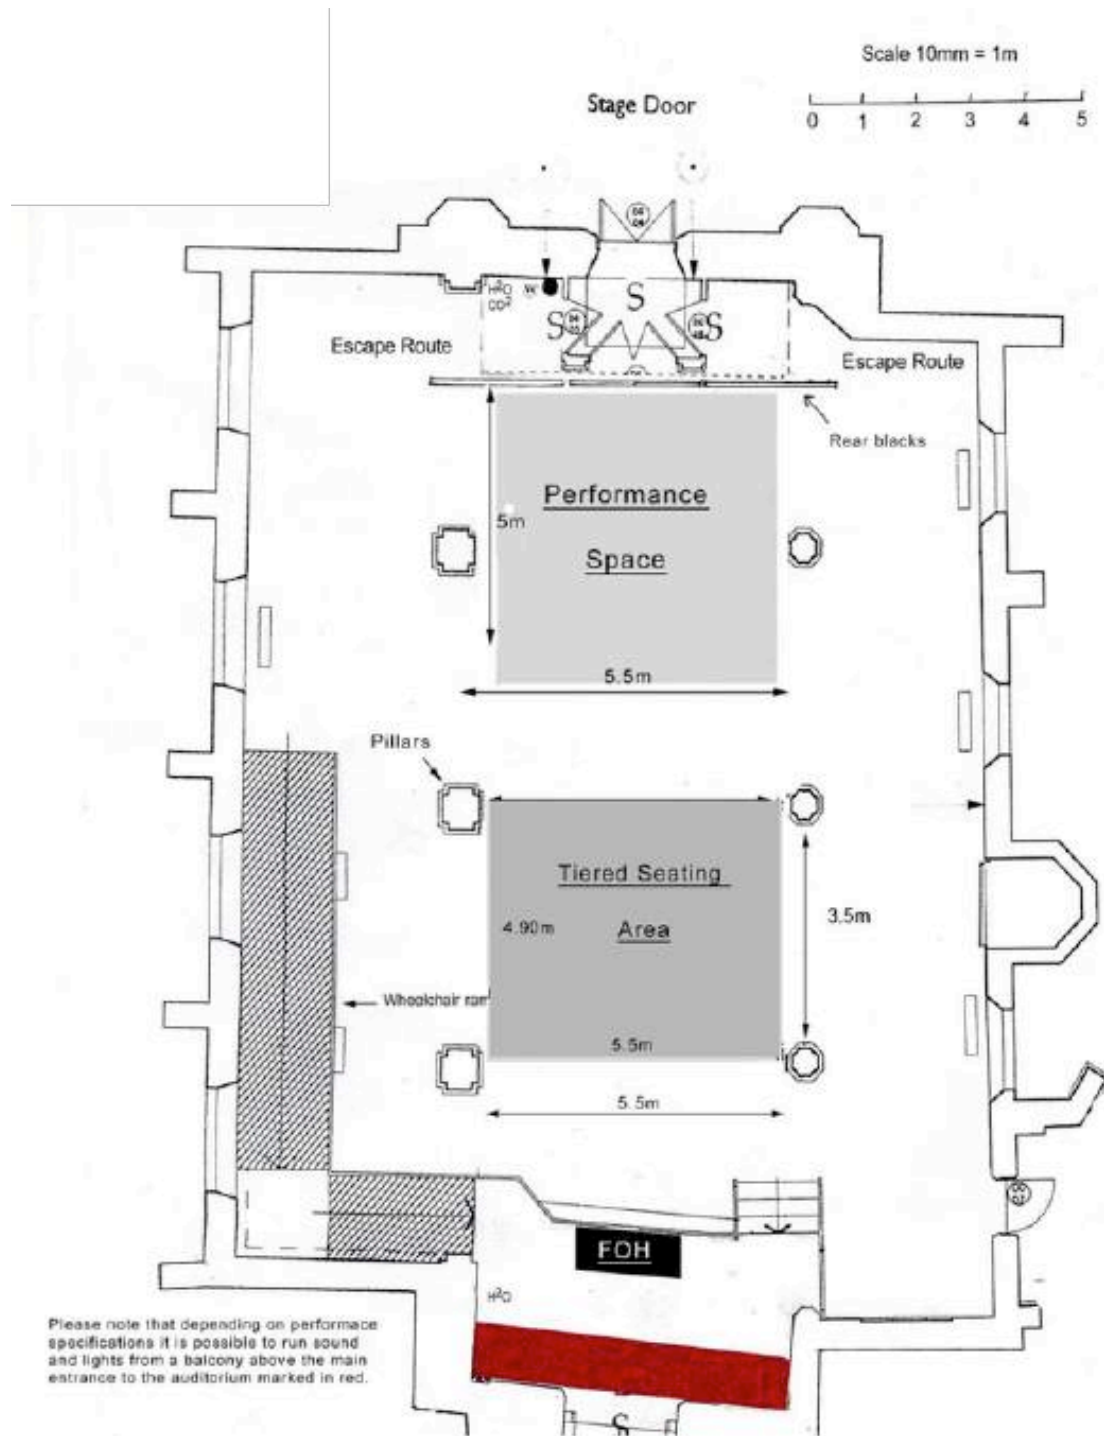 Scale 10mm = 1m
Stage Door
0 1 2 3 4 5
H²O
CO²
S
S
S
Escape Route
Escape Route
Rear blacks
Performance
Space
5m
5.5m
Pillars
Tiered Seating
Area
4.90m
3.5m
Wheelchair ram
5.5m
5.5m
FOH
H²O
Please note that depending on performace
specifications it is possible to run sound
and lights from a balcony above the main
entrance to the auditorium marked in red.
S